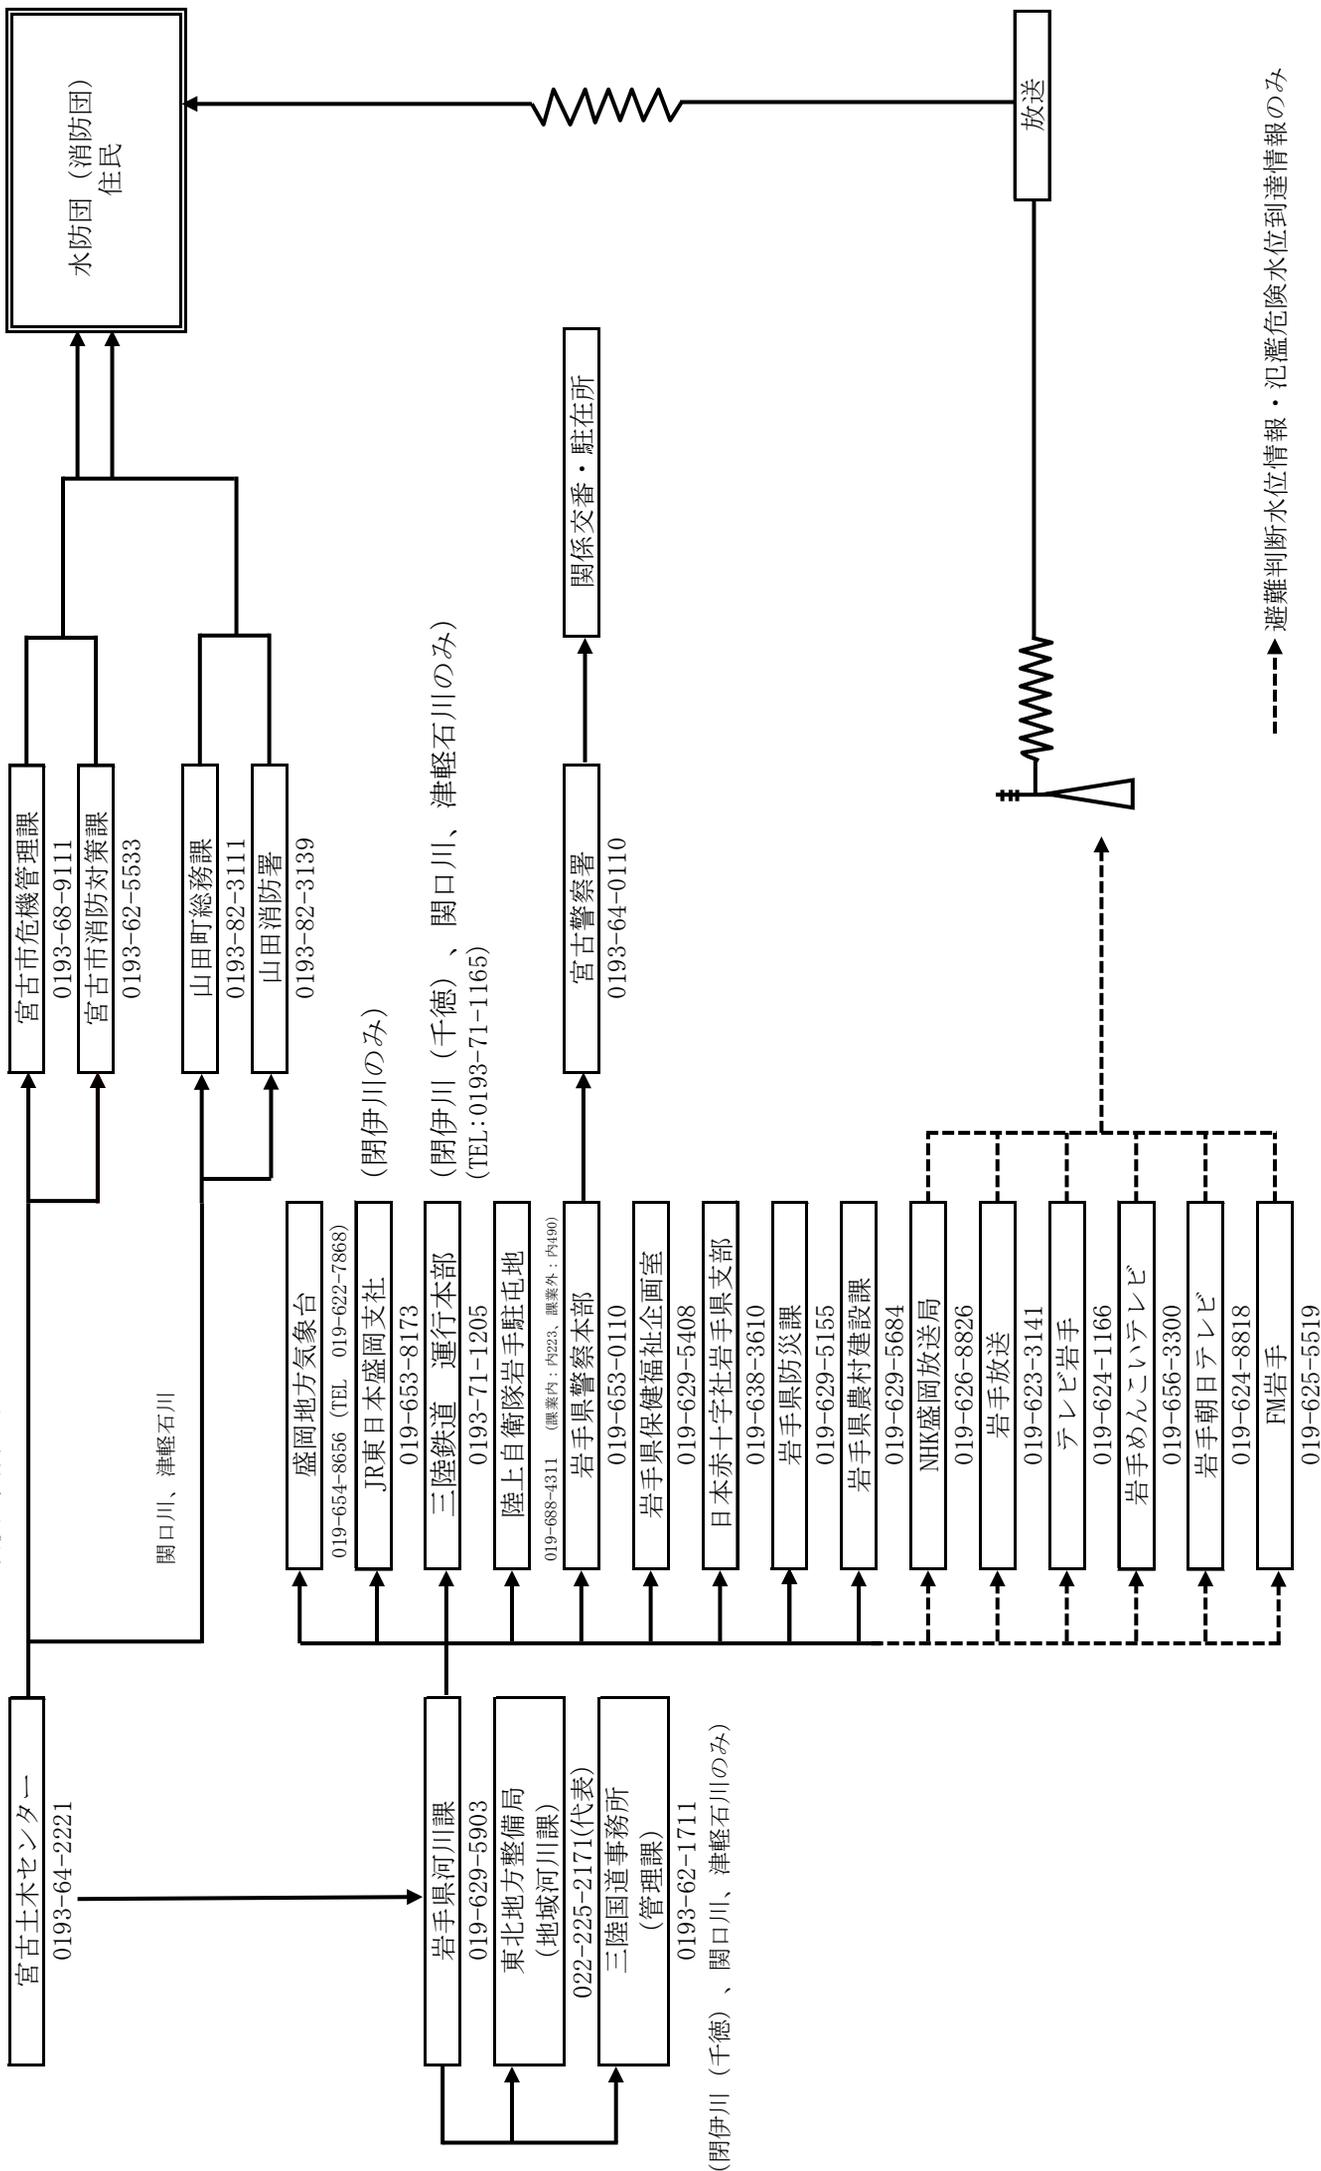 宮古土木センター
0193-64-2221
関口川、津軽石川
宮古市危機管理課
0193-68-9111
宮古市消防対策課
0193-62-5533
山田町総務課
0193-82-3111
山田消防署
0193-82-3139
水防団（消防団）
住民
岩手県河川課
019-629-5903
東北地方整備局
（地域河川課）
022-225-2171(代表)
三陸国道事務所
（管理課）
0193-62-1711
（閉伊川（千徳）、関口川、津軽石川のみ）
盛岡地方気象台
019-654-8656（TEL 019-622-7868）
JR東日本盛岡支社
019-653-8173
（閉伊川のみ）
三陸鉄道　運行本部
0193-71-1205
（閉伊川（千徳）、関口川、津軽石川のみ）
(TEL:0193-71-1165)
陸上自衛隊岩手駐屯地
019-688-4311　（課業内：内223、課業外：内490）
岩手県警察本部
019-653-0110
宮古警察署
0193-64-0110
関係交番・駐在所
岩手県保健福祉企画室
019-629-5408
日本赤十字社岩手県支部
019-638-3610
岩手県防災課
019-629-5155
岩手県農村建設課
019-629-5684
NHK盛岡放送局
019-626-8826
岩手放送
019-623-3141
テレビ岩手
019-624-1166
岩手めんこいテレビ
019-656-3300
岩手朝日テレビ
019-624-8818
FM岩手
019-625-5519
放送
避難判断水位情報・氾濫危険水位到達情報のみ